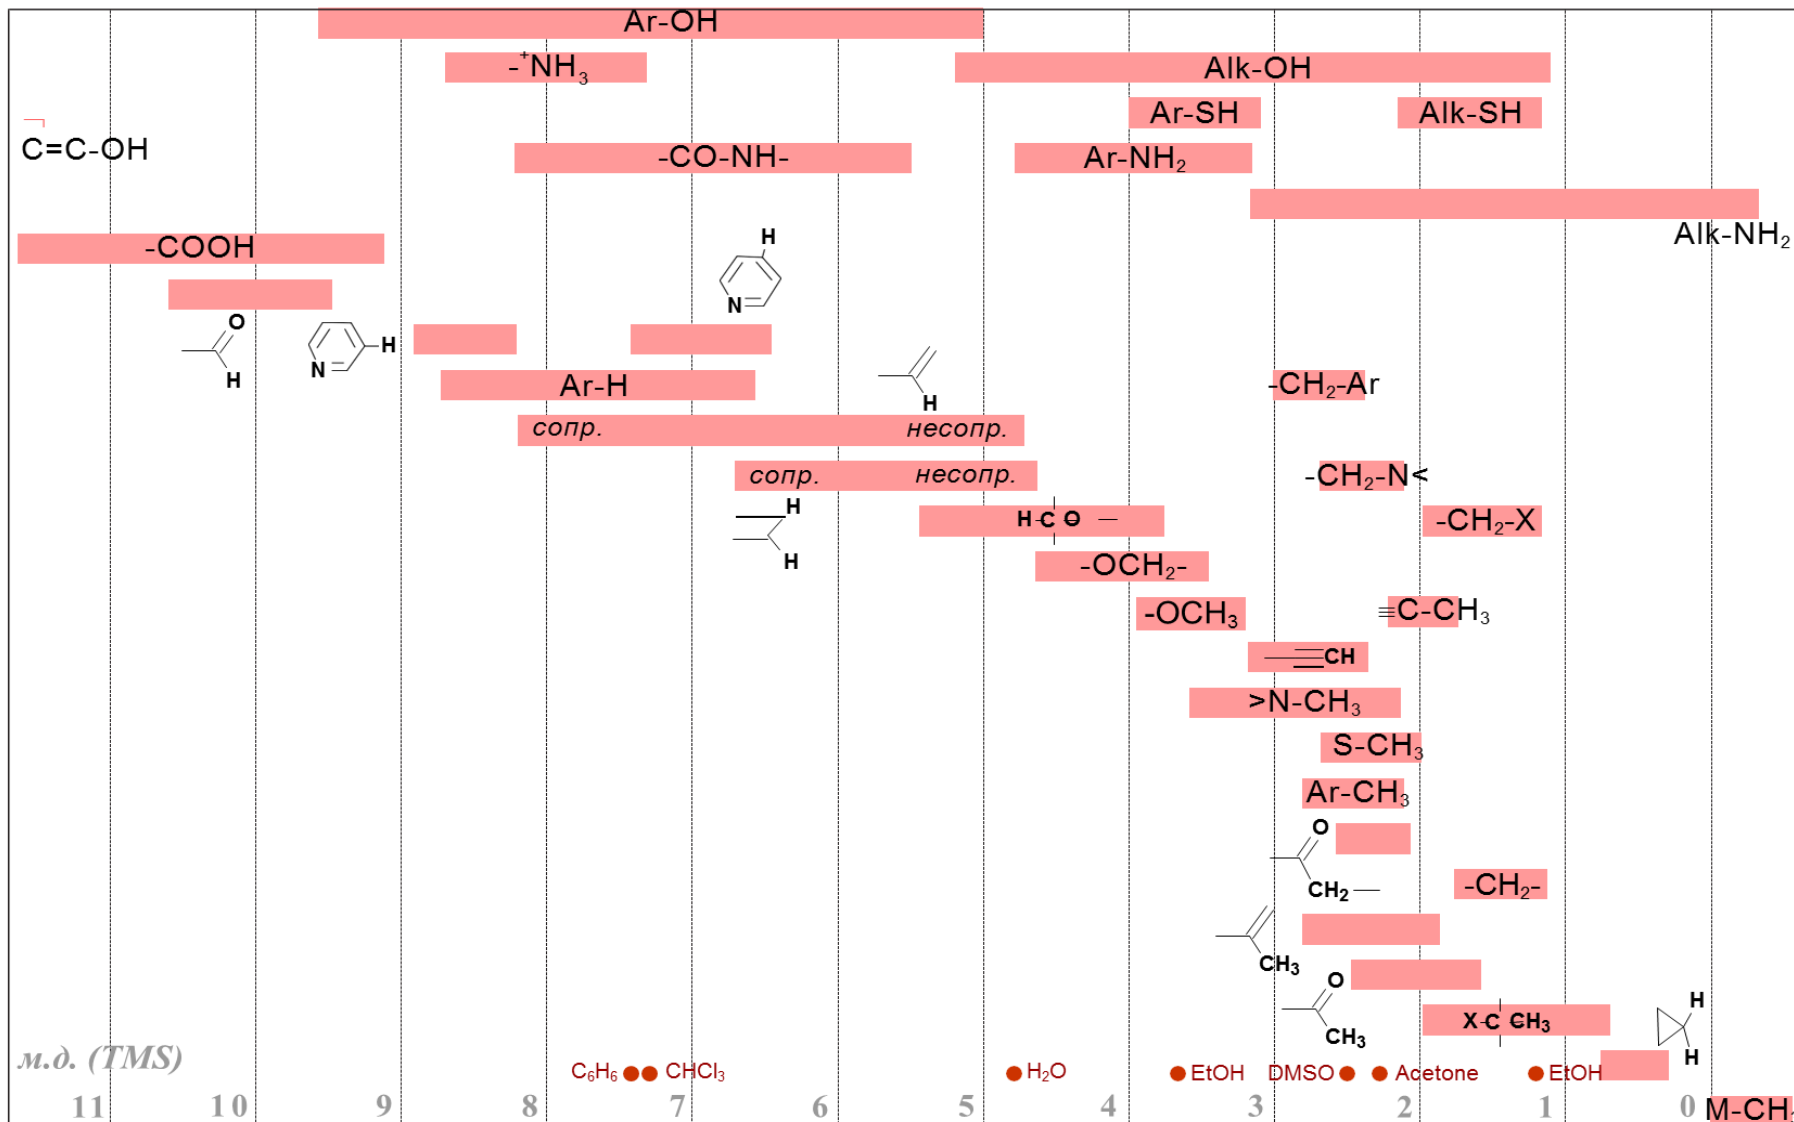 Ar-OH
-⁺NH₃
Alk-OH
Ar-SH
Alk-SH
C=C-OH
-CO-NH-
Ar-NH₂
Alk-NH₂
-COOH
H
N
O
H
N
H
Ar-H
H
-CH₂-Ar
сопр.
несопр.
сопр.
несопр.
-CH₂-N<
H
H
H-C-O-
-CH₂-X
-OCH₂-
-OCH₃
≡C-CH₃
≡CH
>N-CH₃
S-CH₃
Ar-CH₃
O
CH₂
-CH₂-
CH₃
O
CH₃
X-C-CH₃
H
H
м.д. (TMS)
C₆H₆
CHCl₃
H₂O
EtOH
DMSO
Acetone
EtOH
11 10 9 8 7 6 5 4 3 2 1 0
M-CH₃